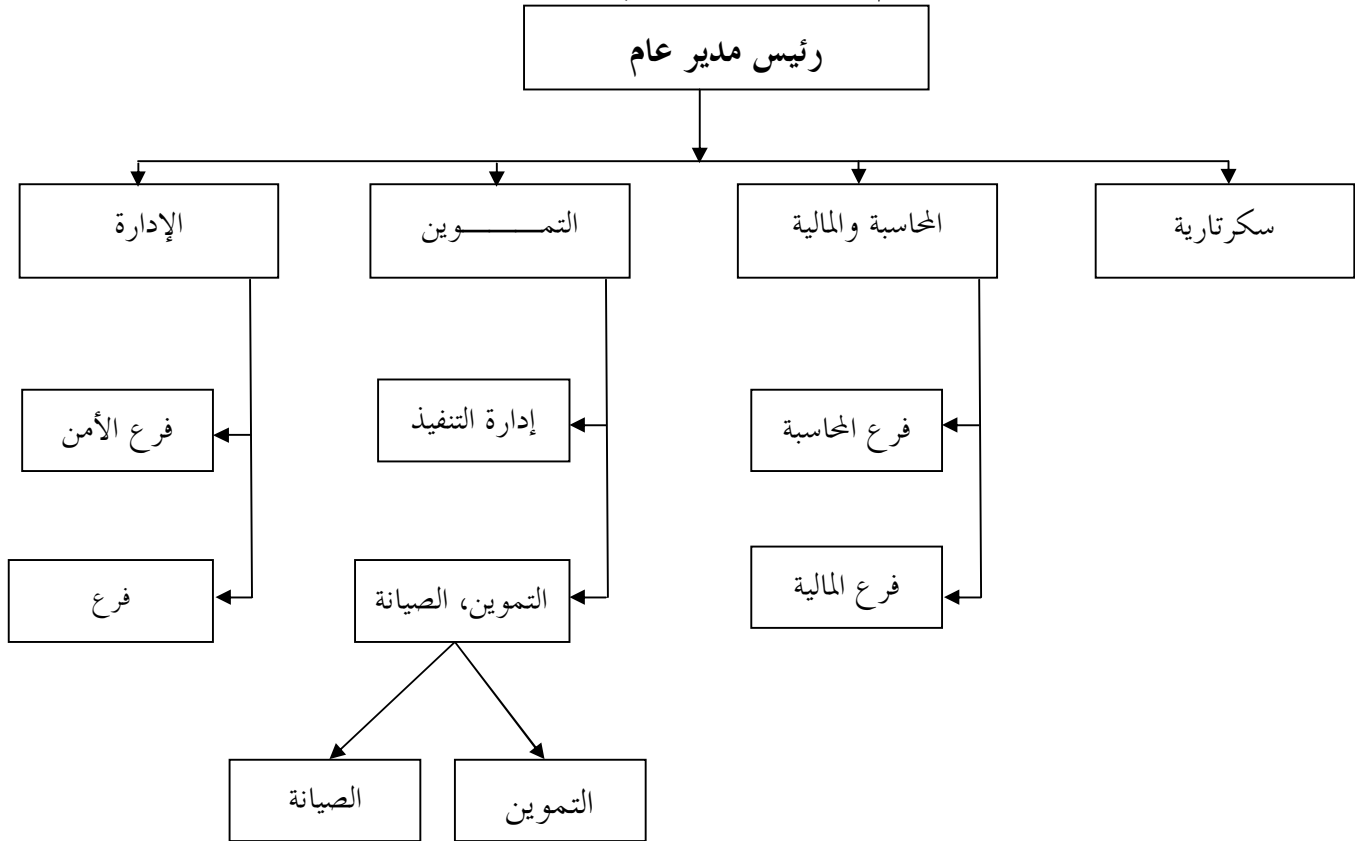 رئيس مدير عام
سكرتارية
المحاسبة والمالية
التمـــــــوين
الإدارة
فرع المحاسبة
إدارة التنفيذ
فرع الأمن
فرع المالية
التموين، الصيانة
فرع
التموين
الصيانة